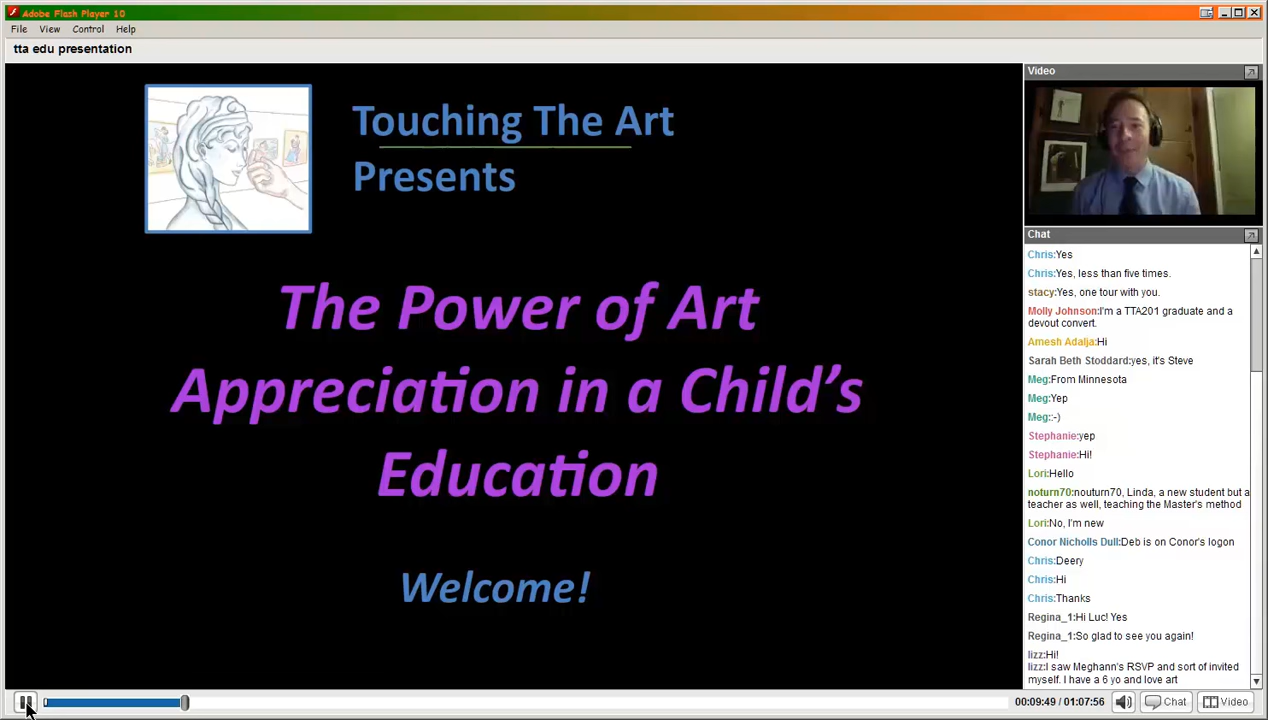 Adobe Flash Player 10
File View Control Help
tta edu presentation
Touching The Art
Presents
The Power of Art
Appreciation in a Child’s
Education
Welcome!
Video
Chat
Chris:Yes
Chris:Yes, less than five times.
stacy:Yes, one tour with you.
Molly Johnson:I'm a TTA201 graduate and a
devout convert.
Amesh Adalja:Hi
Sarah Beth Stoddard:yes, it's Steve
Meg:From Minnesota
Meg:Yep
Meg::-)
Stephanie:yep
Stephanie:Hi!
Lori:Hello
noturn70:nouturn70, Linda, a new student but a
teacher as well, teaching the Master's method
Lori:No, I'm new
Conor Nicholls Dull:Deb is on Conor's logon
Chris:Deery
Chris:Hi
Chris:Thanks
Regina_1:Hi Luc! Yes
Regina_1:So glad to see you again!
lizz:Hi!
lizz:I saw Meghann's RSVP and sort of invited
myself. I have a 6 yo and love art
00:09:49 / 01:07:56 Chat Video